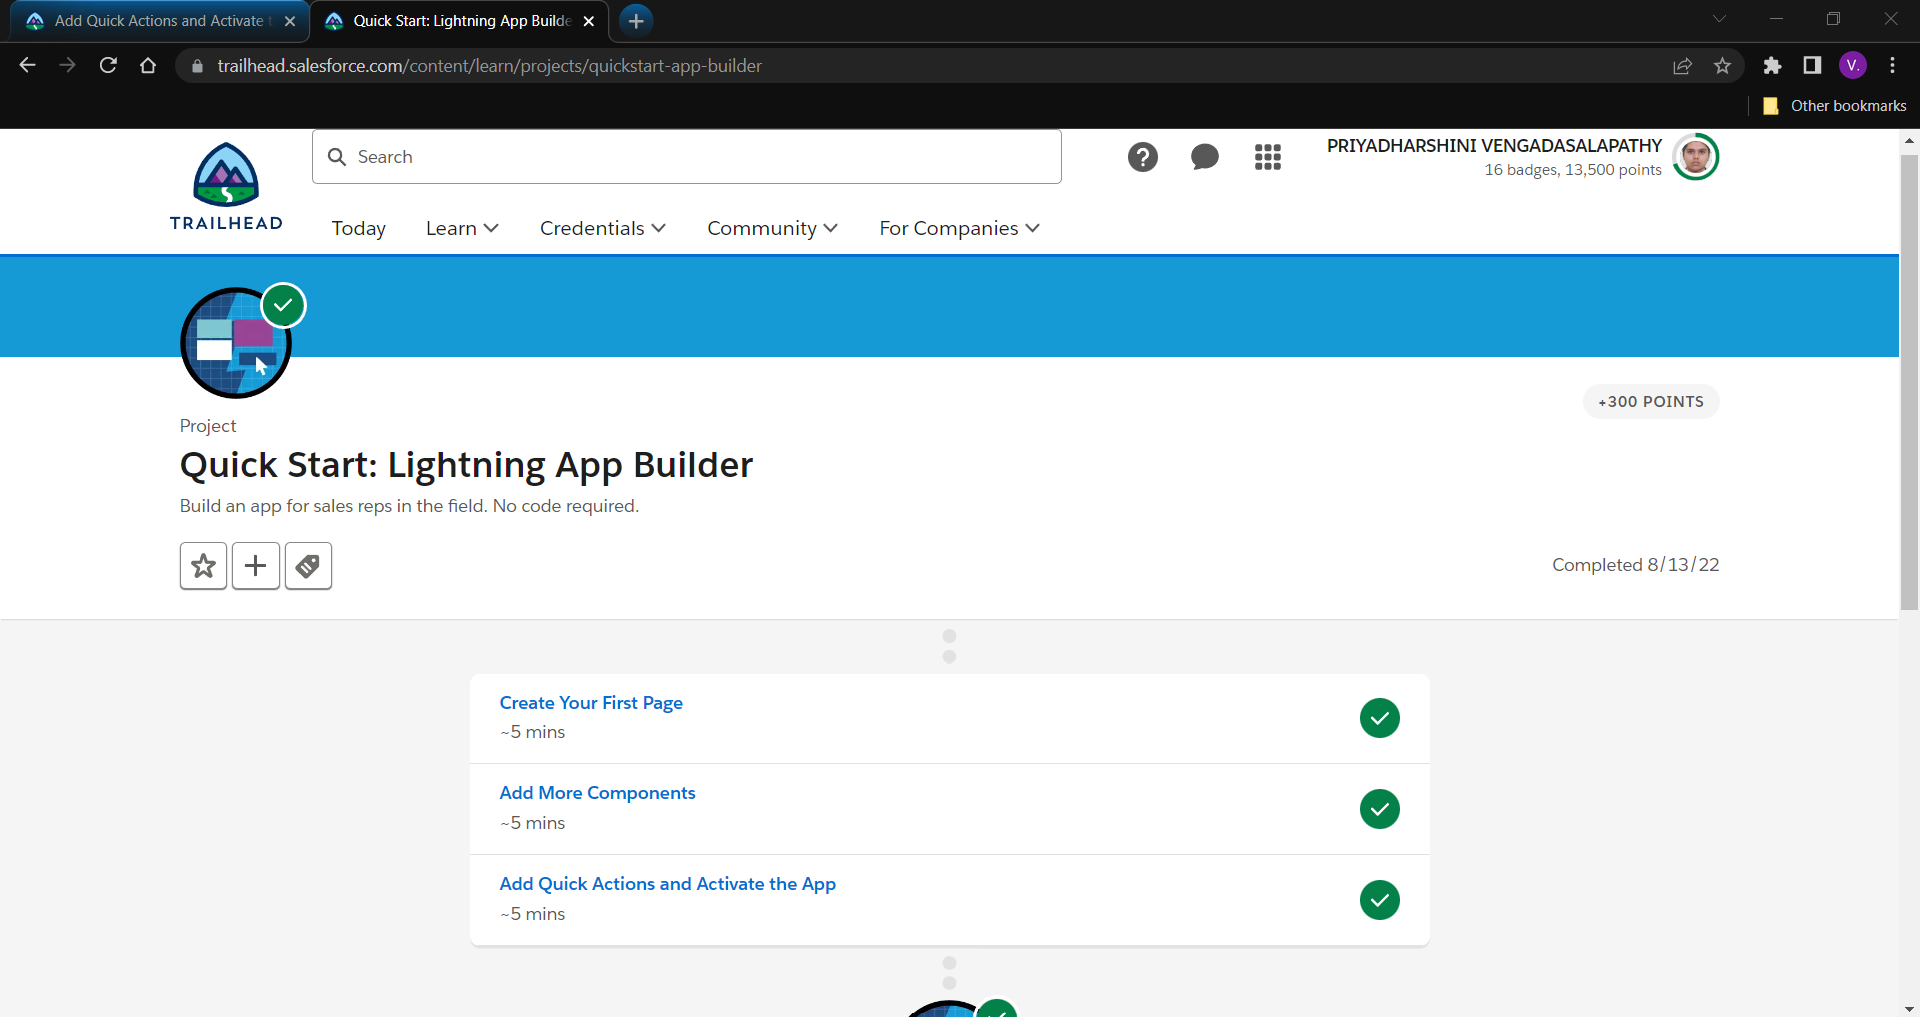 Add Quick Actions and Activate t
Quick Start: Lightning App Builde
trailhead.salesforce.com/content/learn/projects/quickstart-app-builder
V.
Other bookmarks
TRAILHEAD
Search
PRIYADHARSHINI VENGADASALAPATHY
16 badges, 13,500 points
Today
Learn
Credentials
Community
For Companies
+300 POINTS
Project
Quick Start: Lightning App Builder
Build an app for sales reps in the field. No code required.
Completed 8/13/22
Create Your First Page
~5 mins
Add More Components
~5 mins
Add Quick Actions and Activate the App
~5 mins